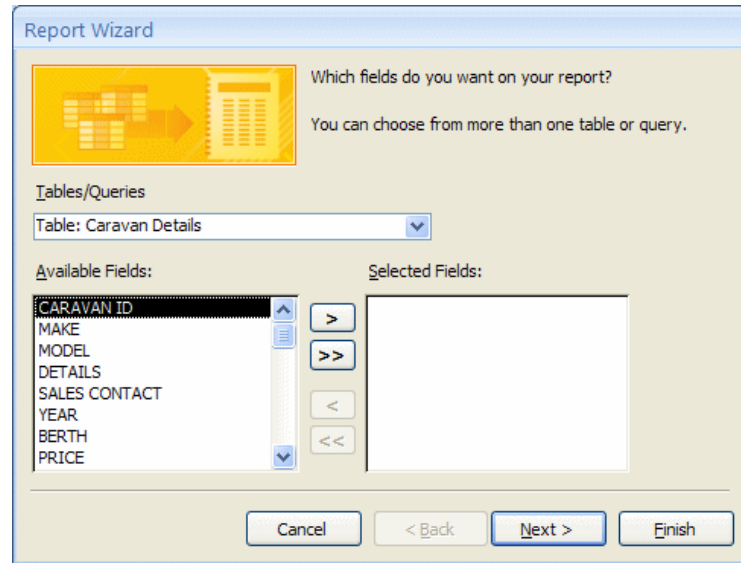 Report Wizard
Which fields do you want on your report?
You can choose from more than one table or query.
Tables/Queries
Table: Caravan Details
Available Fields:
Selected Fields:
CARAVAN ID
MAKE
MODEL
DETAILS
SALES CONTACT
YEAR
BERTH
PRICE
>
>>
<
<<
Cancel
< Back
Next >
Finish